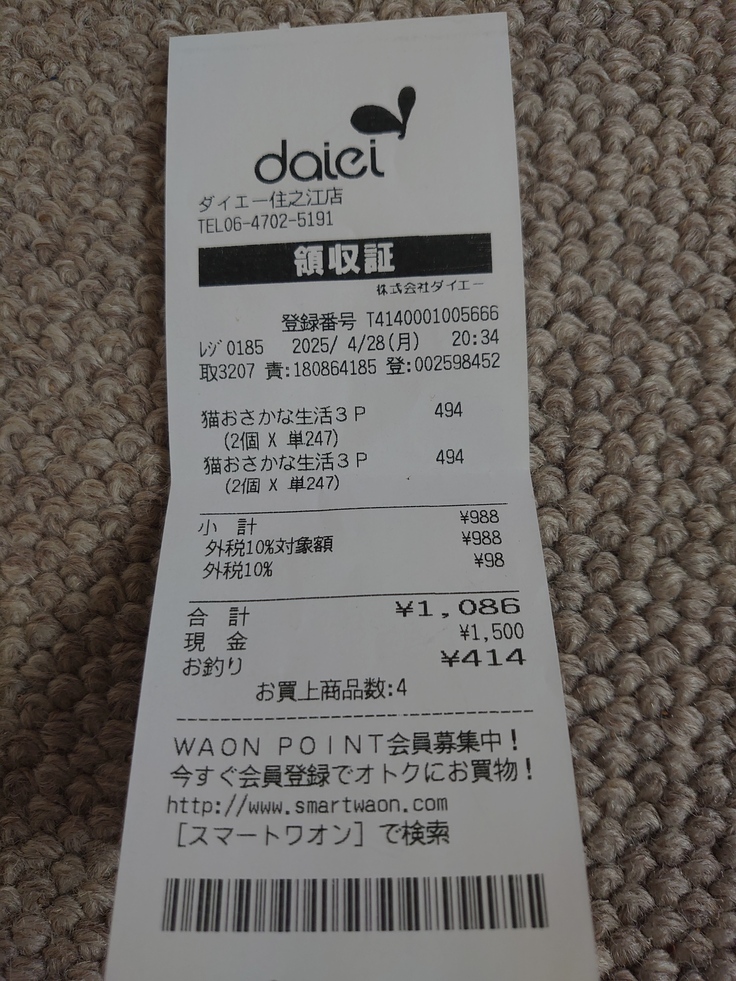 daiei
ダイエー住之江店
TEL06-4702-5191
領収証
株式会社ダイエー
登録番号 T4140001005666
ﾚｼﾞ0185 2025/ 4/28(月) 20:34
取3207 責:180864185 登:002598452
猫おさかな生活３Ｐ 494
(2個 X 単247)
猫おさかな生活３Ｐ 494
(2個 X 単247)
小 計 ¥988
外税10%対象額 ¥988
外税10% ¥98
合 計 ¥1,086
現 金 ¥1,500
お釣り ¥414
お買上商品数:4
ＷＡＯＮ ＰＯＩＮＴ会員募集中！
今すぐ会員登録でオトクにお買物！
http://www.smartwaon.com
［スマートワオン］で検索